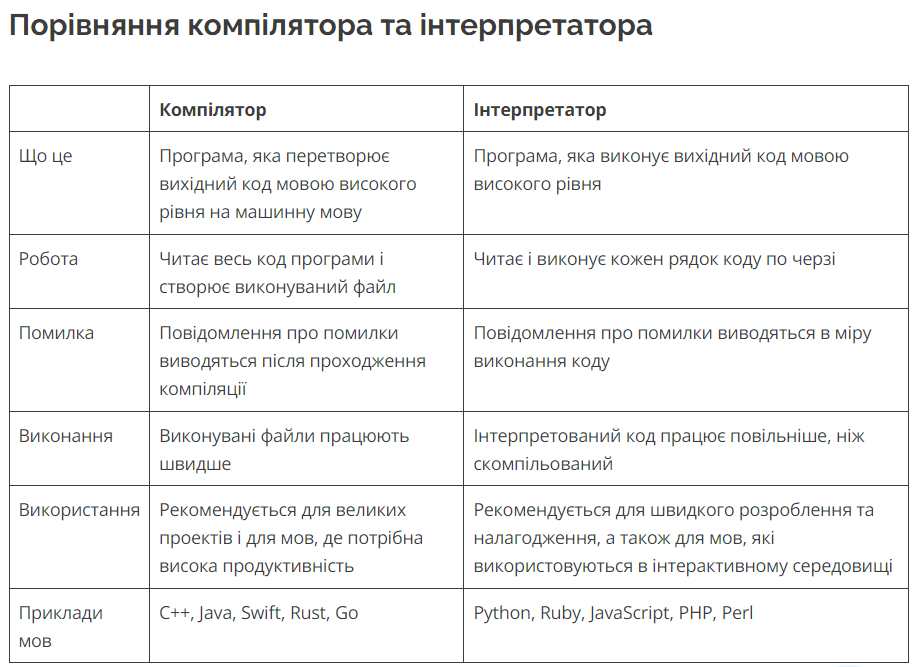 Порівняння компілятора та інтерпретатора
Компілятор
Інтерпретатор
Що це
Програма, яка перетворює
вихідний код мовою високого
рівня на машинну мову
Програма, яка виконує вихідний код мовою
високого рівня
Робота
Читає весь код програми і
створює виконуваний файл
Читає і виконує кожен рядок коду по черзі
Помилка
Повідомлення про помилки
виводяться після проходження
компіляції
Повідомлення про помилки виводяться в міру
виконання коду
Виконання
Виконувані файли працюють
швидше
Інтерпретований код працює повільніше, ніж
скомпільований
Використання
Рекомендується для великих
проектів і для мов, де потрібна
висока продуктивність
Рекомендується для швидкого розроблення та
налагодження, а також для мов, які
використовуються в інтерактивному середовищі
Приклади
мов
C++, Java, Swift, Rust, Go
Python, Ruby, JavaScript, PHP, Perl